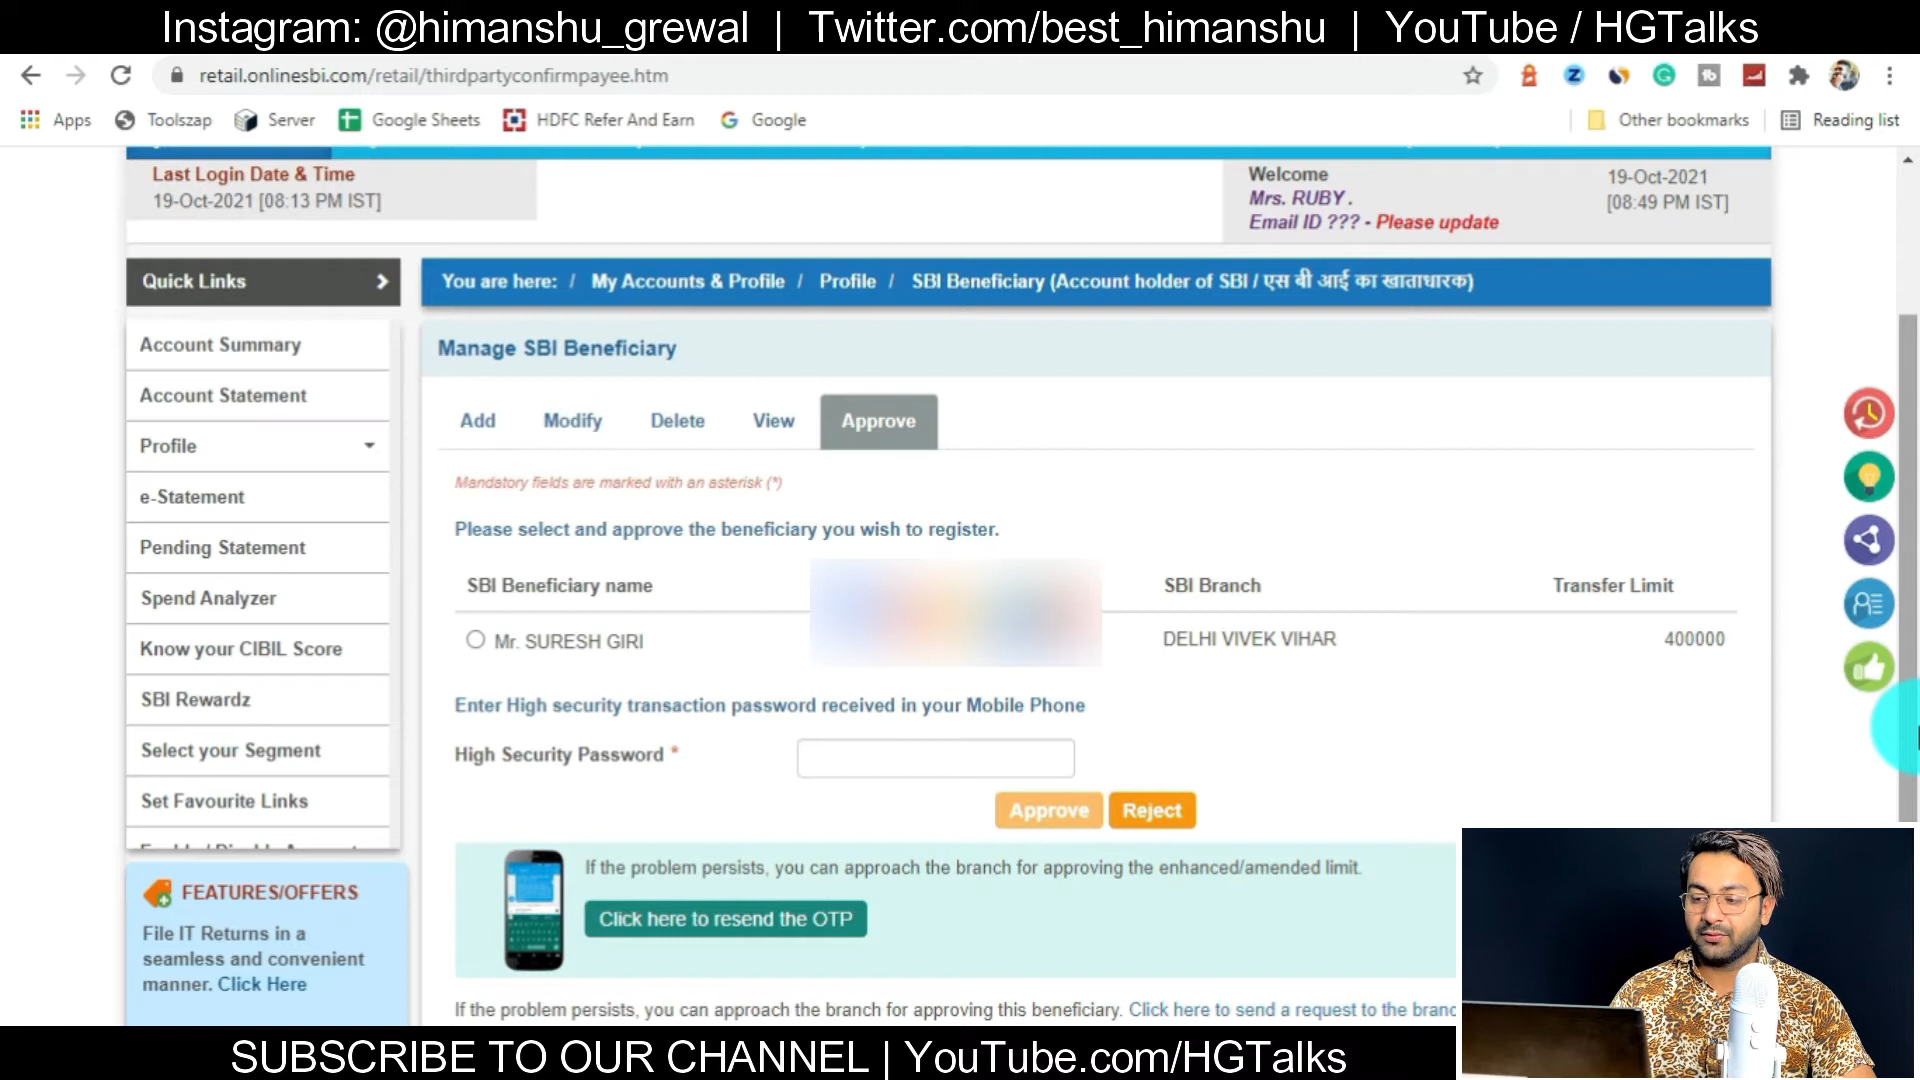 Instagram: @himanshu_grewal | Twitter.com/best_himanshu | YouTube / HGTalks
retail.onlinesbi.com/retail/thirdpartyconfirmpayee.htm
Apps Toolszap Server Google Sheets HDFC Refer And Earn Google Other bookmarks Reading list
Last Login Date & Time
19-Oct-2021 [08:13 PM IST]
Welcome
Mrs. RUBY .
Email ID ??? - Please update
19-Oct-2021
[08:49 PM IST]
Quick Links
Account Summary
Account Statement
Profile
e-Statement
Pending Statement
Spend Analyzer
Know your CIBIL Score
SBI Rewardz
Select your Segment
Set Favourite Links
FEATURES/OFFERS
File IT Returns in a
seamless and convenient
manner. Click Here
You are here: / My Accounts & Profile / Profile / SBI Beneficiary (Account holder of SBI / एस बी आई का खाताधारक)
Manage SBI Beneficiary
Add Modify Delete View Approve
Mandatory fields are marked with an asterisk (*)
Please select and approve the beneficiary you wish to register.
SBI Beneficiary name SBI Branch Transfer Limit
Mr. SURESH GIRI DELHI VIVEK VIHAR 400000
Enter High security transaction password received in your Mobile Phone
High Security Password *
Approve Reject
If the problem persists, you can approach the branch for approving the enhanced/amended limit.
Click here to resend the OTP
If the problem persists, you can approach the branch for approving this beneficiary. Click here to send a request to the branc
SUBSCRIBE TO OUR CHANNEL | YouTube.com/HGTalks